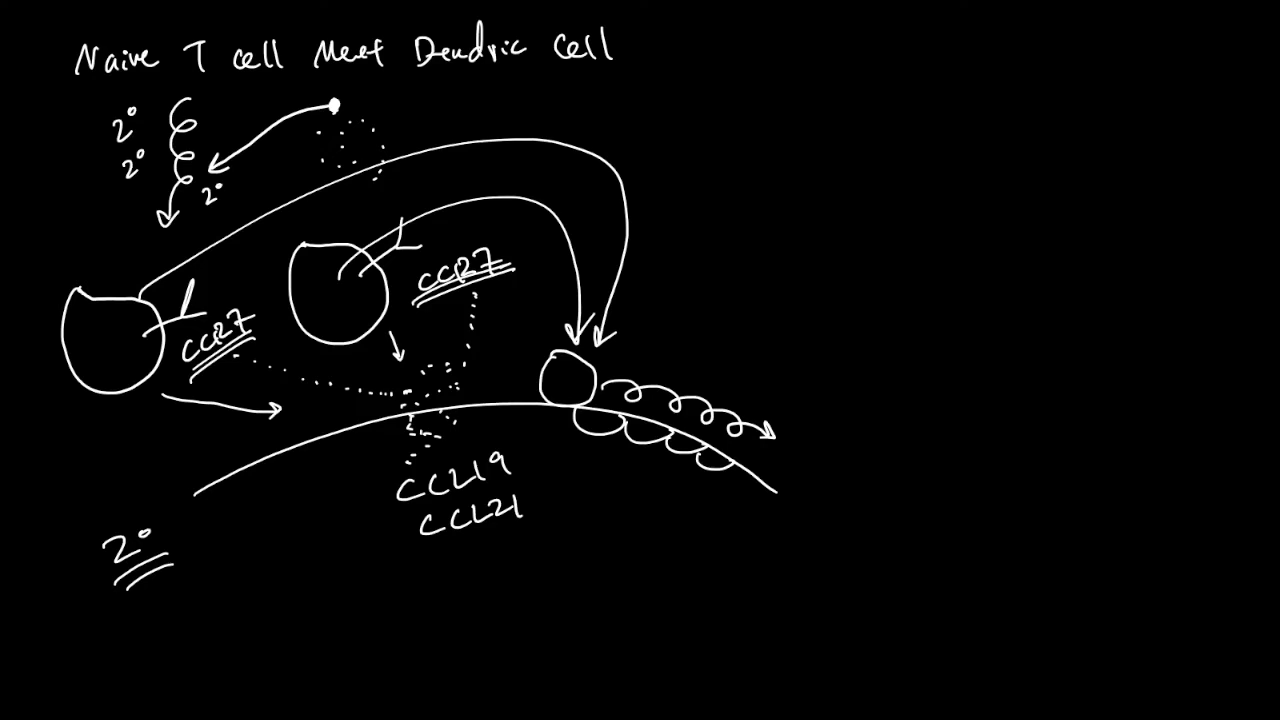 Naive T cell Meet Dendric Cell
2°
2°
2°
CCR7
CCR7
CCL19
CCL21
2°